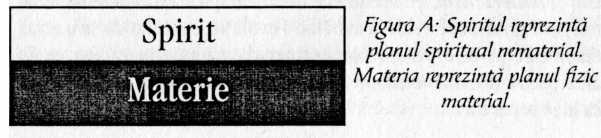 Spirit
Materie
Figura A: Spiritul reprezintă
planul spiritual nematerial.
Materia reprezintă planul fizic
material.